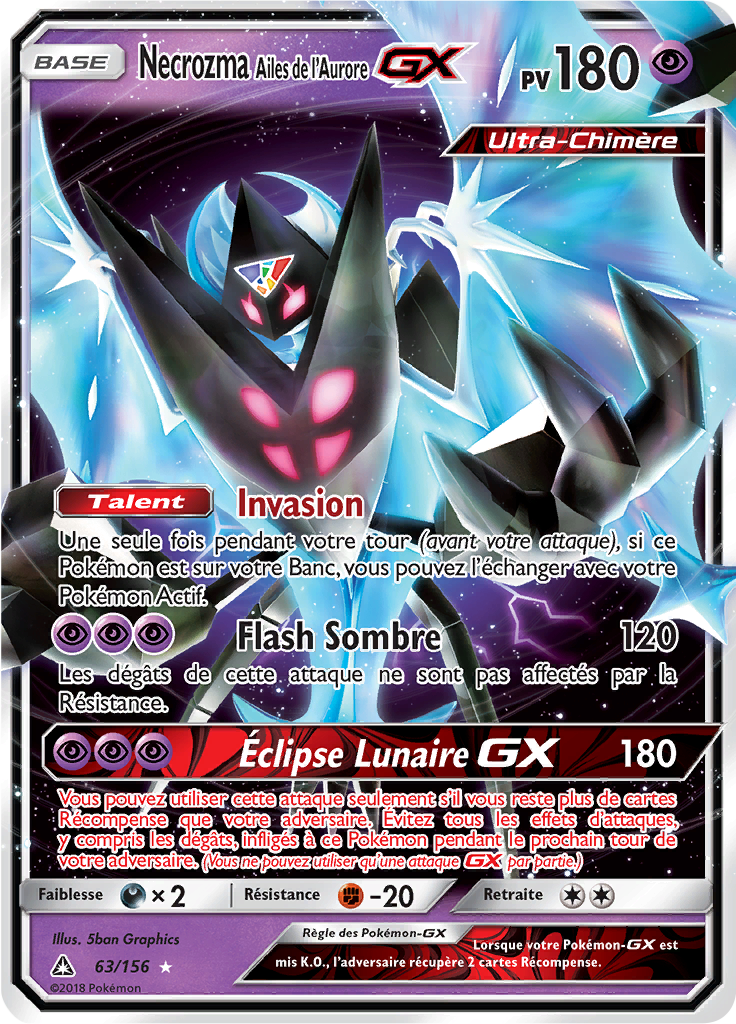 BASE Necrozma Ailes de l'Aurore GX PV 180
Ultra-Chimère
Talent Invasion
Une seule fois pendant votre tour (avant votre attaque), si ce
Pokémon est sur votre Banc, vous pouvez l'échanger avec votre
Pokémon Actif.
Flash Sombre 120
Les dégâts de cette attaque ne sont pas affectés par la
Résistance.
Éclipse Lunaire GX 180
Vous pouvez utiliser cette attaque seulement s'il vous reste plus de cartes
Récompense que votre adversaire. Évitez tous les effets d'attaques,
y compris les dégâts, infligés à ce Pokémon pendant le prochain tour de
votre adversaire. (Vous ne pouvez utiliser qu'une attaque GX par partie.)
Faiblesse ×2 Résistance -20 Retraite
Illus. 5ban Graphics
63/156
©2018 Pokémon
Règle des Pokémon-GX
Lorsque votre Pokémon-GX est
mis K.O., l'adversaire récupère 2 cartes Récompense.